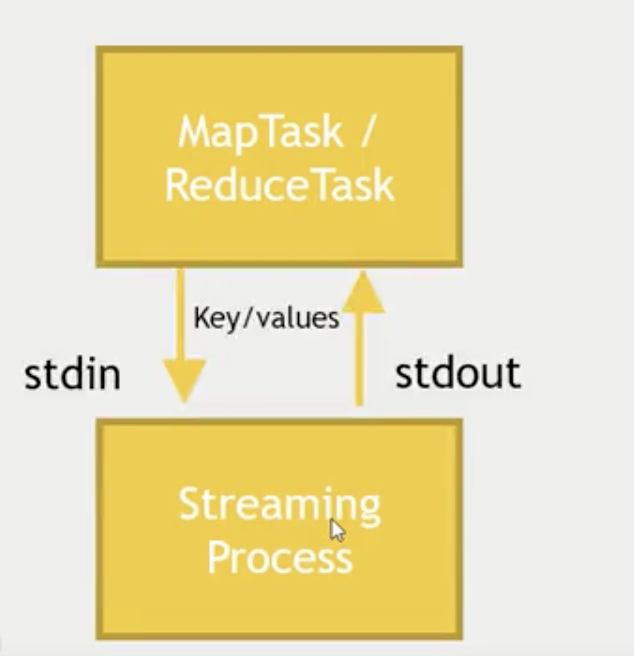 MapTask /
ReduceTask
Key/values
stdin
stdout
Streaming
Process